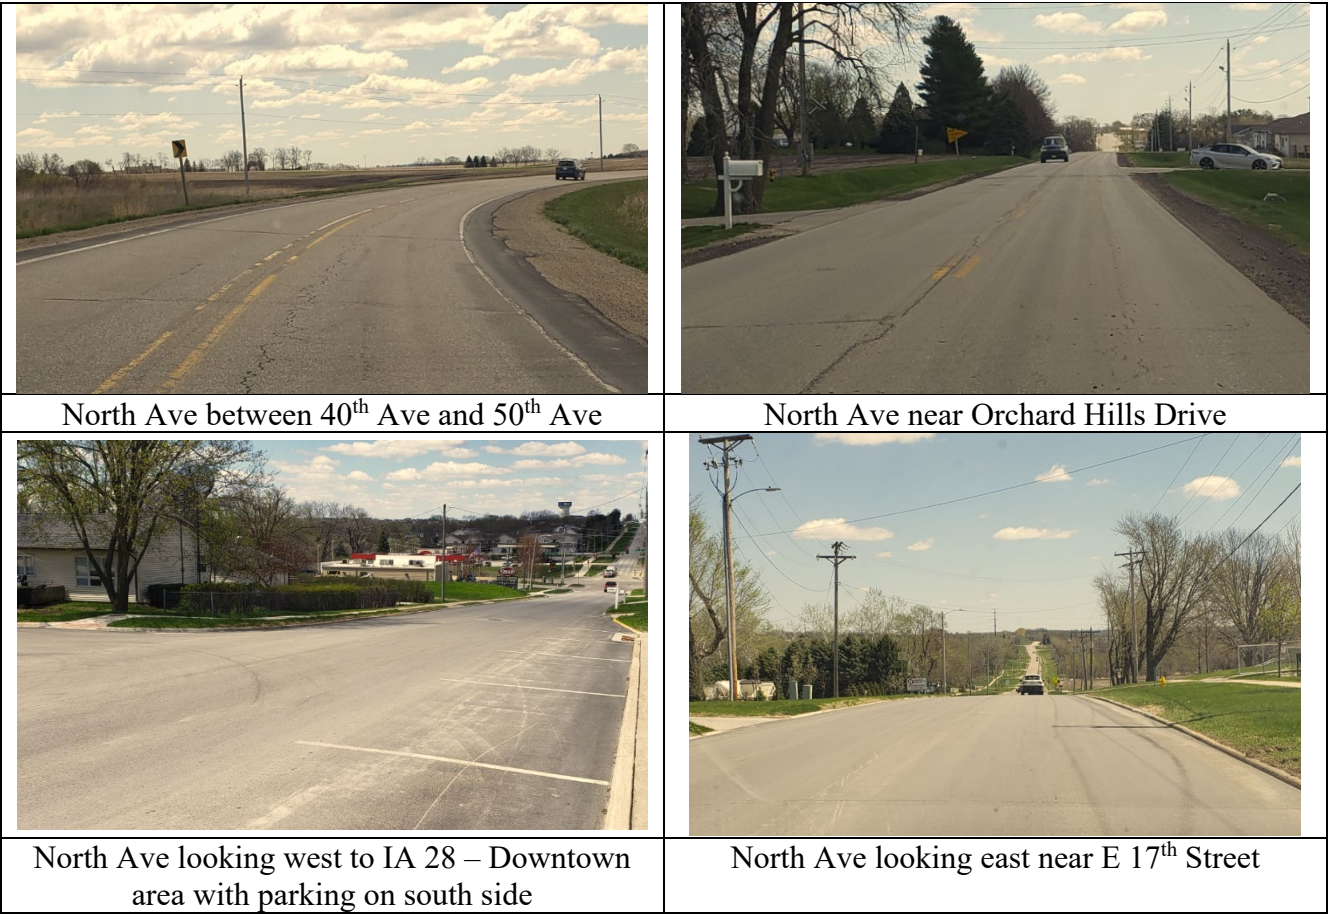 North Ave between 40th Ave and 50th Ave
North Ave near Orchard Hills Drive
North Ave looking west to IA 28 – Downtown
area with parking on south side
North Ave looking east near E 17th Street